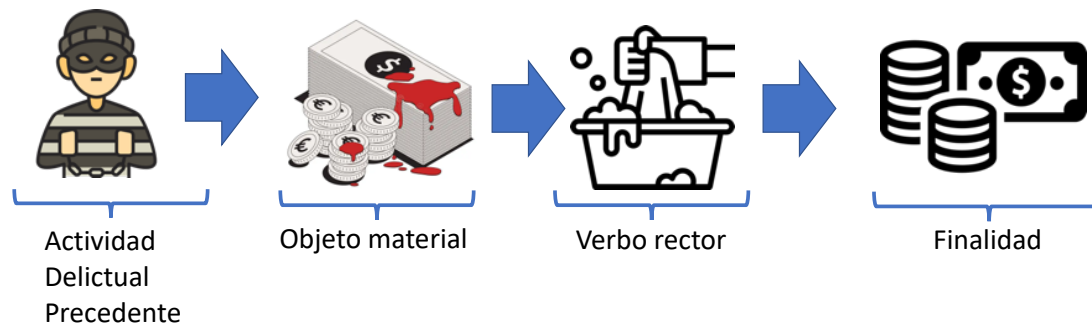 Actividad
Delictual
Precedente
Objeto material
Verbo rector
Finalidad